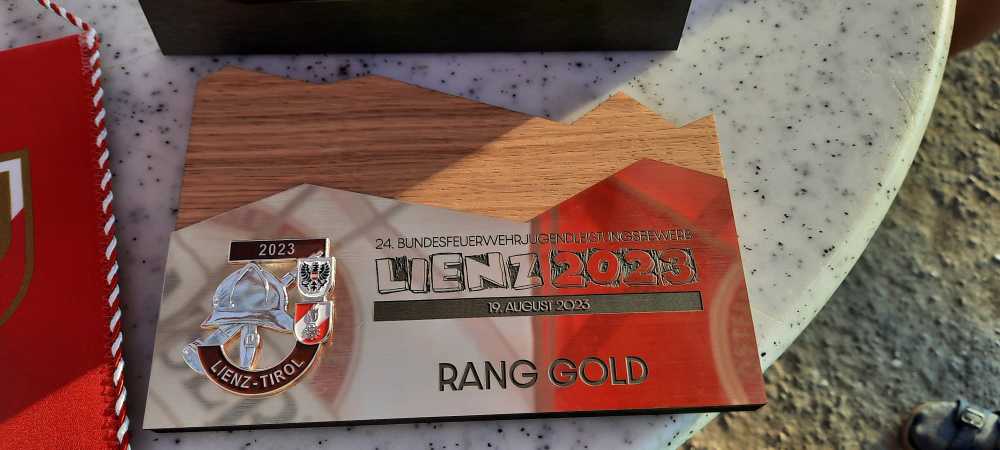 2023
LIENZ-TIROL
24. BUNDESFEUERWEHRJUGENDLEISTUNGSBEWERB
LIENZ 2023
19. AUGUST 2023
RANG GOLD